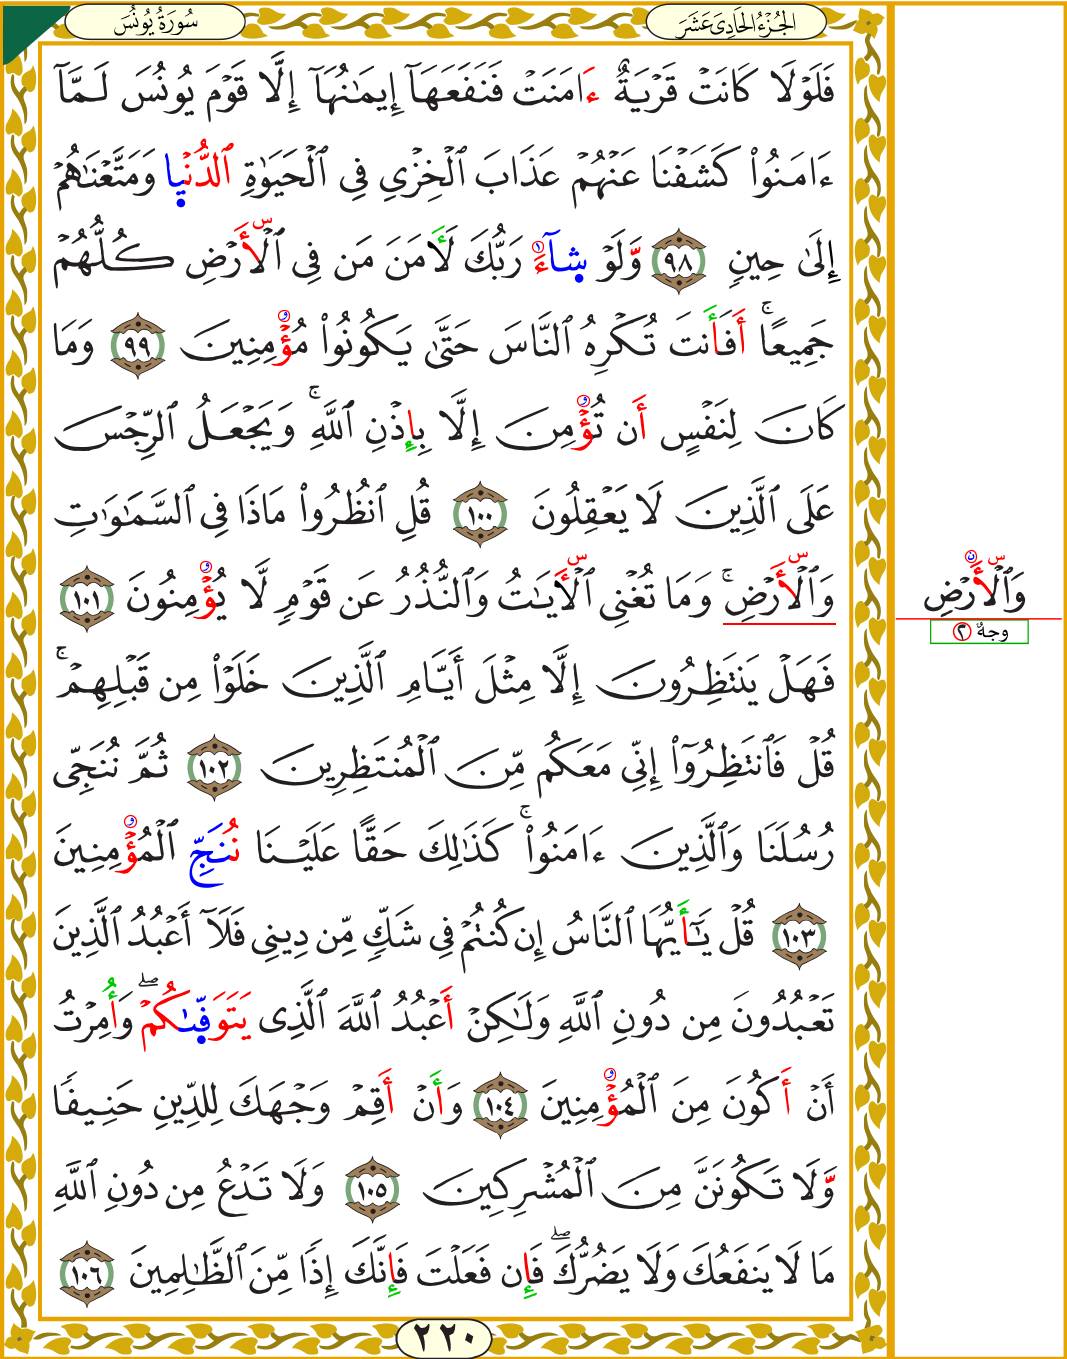 سُورَةُ يُونُسَ
الجُزْءُ الحَادِيَ عَشَرَ
فَلَوۡلَا كَانَتۡ قَرۡيَةٌ ءَامَنَتۡ فَنَفَعَهَآ إِيمَٰنُهَآ إِلَّا قَوۡمَ يُونُسَ لَمَّآ
ءَامَنُواْ كَشَفۡنَا عَنۡهُمۡ عَذَابَ ٱلۡخِزۡيِ فِي ٱلۡحَيَوٰةِ ٱلدُّنۡيٜا وَمَتَّعۡنَٰهُمۡ
إِلَىٰ حِينٖ ٩٨ وَّلَوۡ شٜآءَ رَبُّكَ لَأٓمَنَ مَن فِي ٱلۡأَرۡضِ كُلُّهُمۡ
جَمِيعًاۚ أَفَأَنتَ تُكۡرِهُ ٱلنَّاسَ حَتَّىٰ يَكُونُواْ مُؤۡمِنِينَ ٩٩ وَمَا
كَانَ لِنَفۡسٍ أَن تُؤۡمِنَ إِلَّا بِإِذۡنِ ٱللَّهِۚ وَيَجۡعَلُ ٱلرِّجۡسَ
عَلَى ٱلَّذِينَ لَا يَعۡقِلُونَ ١٠٠ قُلِ ٱنظُرُواْ مَاذَا فِي ٱلسَّمَٰوَٰتِ
وَٱلۡأَرۡضِۚ وَمَا تُغۡنِي ٱلۡأٓيَٰتُ وَٱلنُّذُرُ عَن قَوۡمٖ لَّا يُؤۡمِنُونَ ١٠١
وَٱلۡأَرۡضِ
وجهٌ ٢
فَهَلۡ يَنتَظِرُونَ إِلَّا مِثۡلَ أَيَّامِ ٱلَّذِينَ خَلَوۡاْ مِن قَبۡلِهِمۡۚ
قُلۡ فَٱنتَظِرُوٓاْ إِنِّي مَعَكُم مِّنَ ٱلۡمُنتَظِرِينَ ١٠٢ ثُمَّ نُنَجِّي
رُسُلَنَا وَٱلَّذِينَ ءَامَنُواْۚ كَذَٰلِكَ حَقًّا عَلَيۡنَا نُنَجِّ ٱلۡمُؤۡمِنِينَ
١٠٣ قُلۡ يَٰٓأَيُّهَا ٱلنَّاسُ إِن كُنتُمۡ فِي شَكّٖ مِّن دِينِي فَلَآ أَعۡبُدُ ٱلَّذِينَ
تَعۡبُدُونَ مِن دُونِ ٱللَّهِ وَلَٰكِنۡ أَعۡبُدُ ٱللَّهَ ٱلَّذِي يَتَوَفّٜىٰكُمۡۖ وَأُمِرۡتُ
أَنۡ أَكُونَ مِنَ ٱلۡمُؤۡمِنِينَ ١٠٤ وَأَنۡ أَقِمۡ وَجۡهَكَ لِلدِّينِ حَنِيفٗا
وَّلَا تَكُونَنَّ مِنَ ٱلۡمُشۡرِكِينَ ١٠٥ وَلَا تَدۡعُ مِن دُونِ ٱللَّهِ
مَا لَا يَنفَعُكَ وَلَا يَضُرُّكَۖ فَإِن فَعَلۡتَ فَإِنَّكَ إِذٗا مِّنَ ٱلظَّٰلِمِينَ ١٠٦
٢٢٠